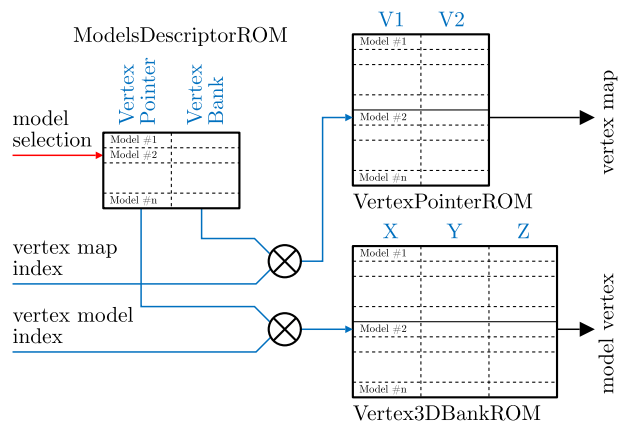 ModelsDescriptorROM
Vertex
Pointer
Vertex
Bank
model
selection
Model #1
Model #2
Model #n
V1 V2
Model #1
Model #2
Model #n
VertexPointerROM
vertex map
vertex map
index
vertex model
index
X Y Z
Model #1
Model #2
Model #n
Vertex3DBankROM
model vertex